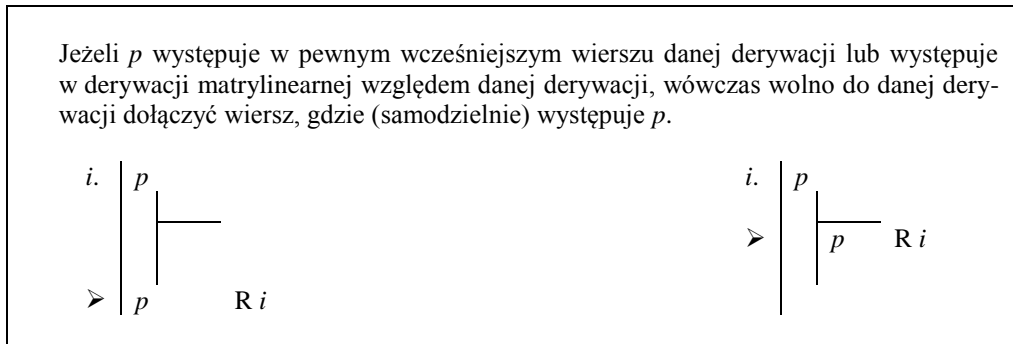 Jeżeli p występuje w pewnym wcześniejszym wierszu danej derywacji lub występuje
w derywacji matrylinearnej względem danej derywacji, wówczas wolno do danej dery-
wacji dołączyć wiersz, gdzie (samodzielnie) występuje p.
i. p
➢ p R i
i. p
➢ p R i